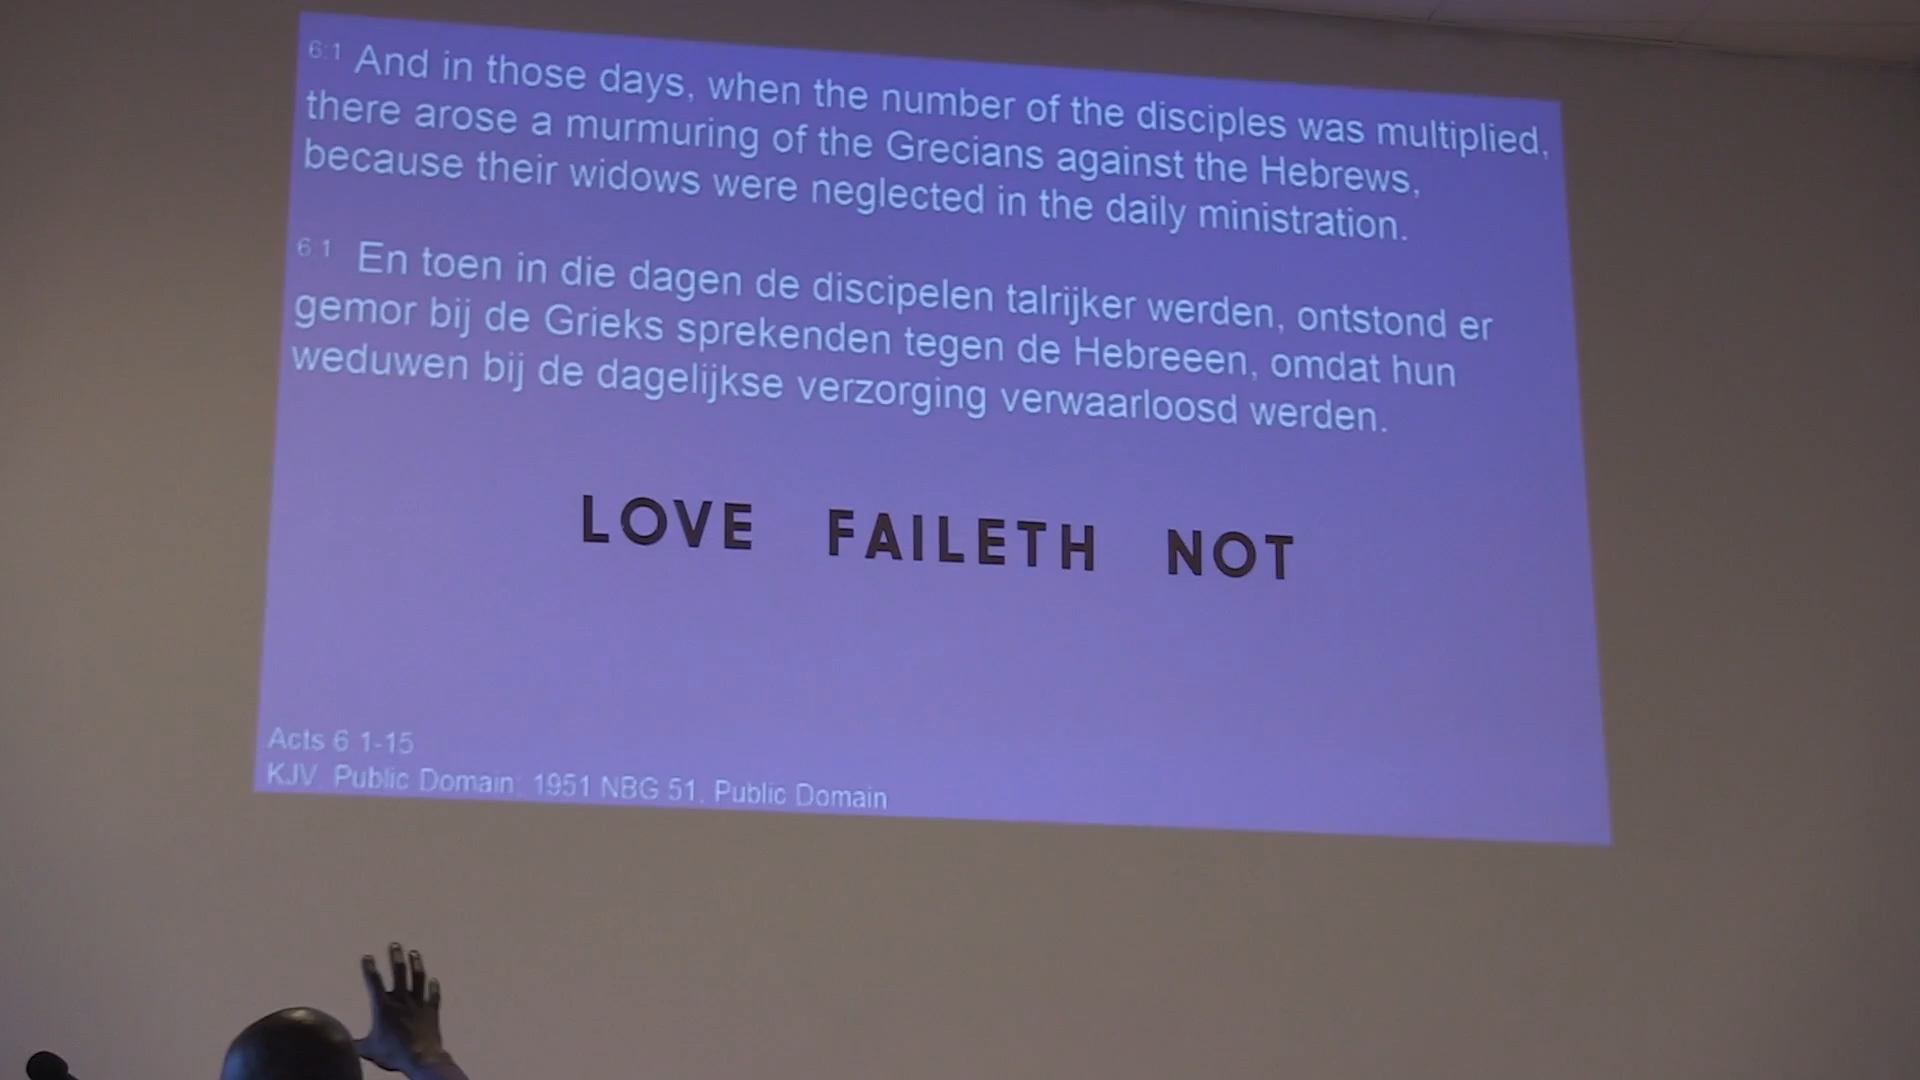 6:1 And in those days, when the number of the disciples was multiplied,
there arose a murmuring of the Grecians against the Hebrews,
because their widows were neglected in the daily ministration.
6:1 En toen in die dagen de discipelen talrijker werden, ontstond er
gemor bij de Grieks sprekenden tegen de Hebreeen, omdat hun
weduwen bij de dagelijkse verzorging verwaarloosd werden.
LOVE FAILETH NOT
Acts 6:1-15
KJV. Public Domain; 1951 NBG 51, Public Domain